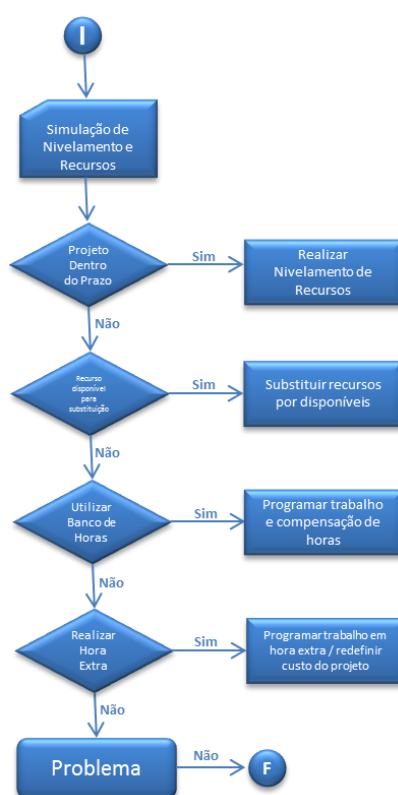 I
Simulação de
Nivelamento e
Recursos
Projeto
Dentro
do Prazo
Sim
Realizar
Nivelamento de
Recursos
Não
Recurso
disponível
para
substituição
Sim
Substituir recursos
por disponíveis
Não
Utilizar
Banco de
Horas
Sim
Programar trabalho
e compensação de
horas
Não
Realizar
Hora
Extra
Sim
Programar trabalho em
hora extra / redefinir
custo do projeto
Não
Problema
Não
F